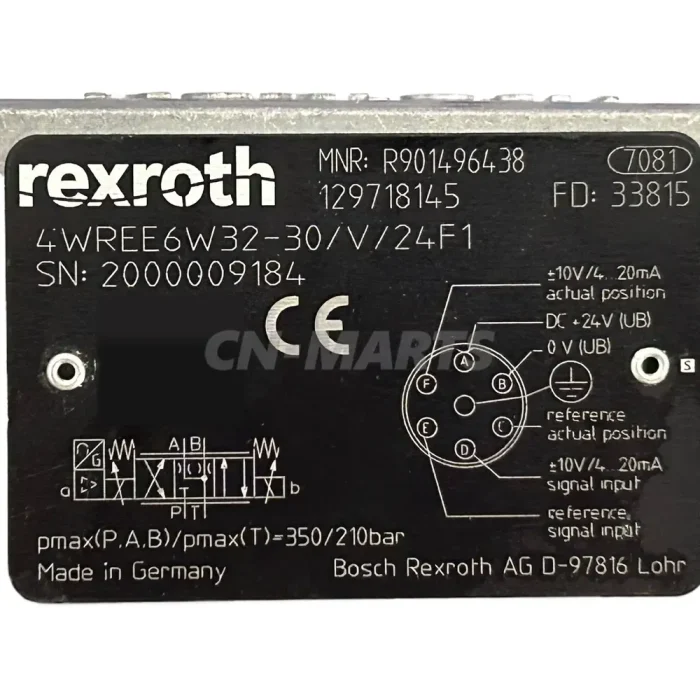 rexroth
MNR: R901496438
7081
129718145
FD: 33815
4WREE6W32-30/V/24F1
SN: 2000009184
±10V/4...20mA
actual position
DC +24V (UB)
0 V (UB)
CE
CN-MARTS
A
F
B
S
E
C
D
reference
actual position
±10V/4...20mA
signal input
reference
signal input
A B
G
a
T
b
P T
pmax(P.A.B)/pmax(T)=350/210bar
Made in Germany
Bosch Rexroth AG D-97816 Lohr